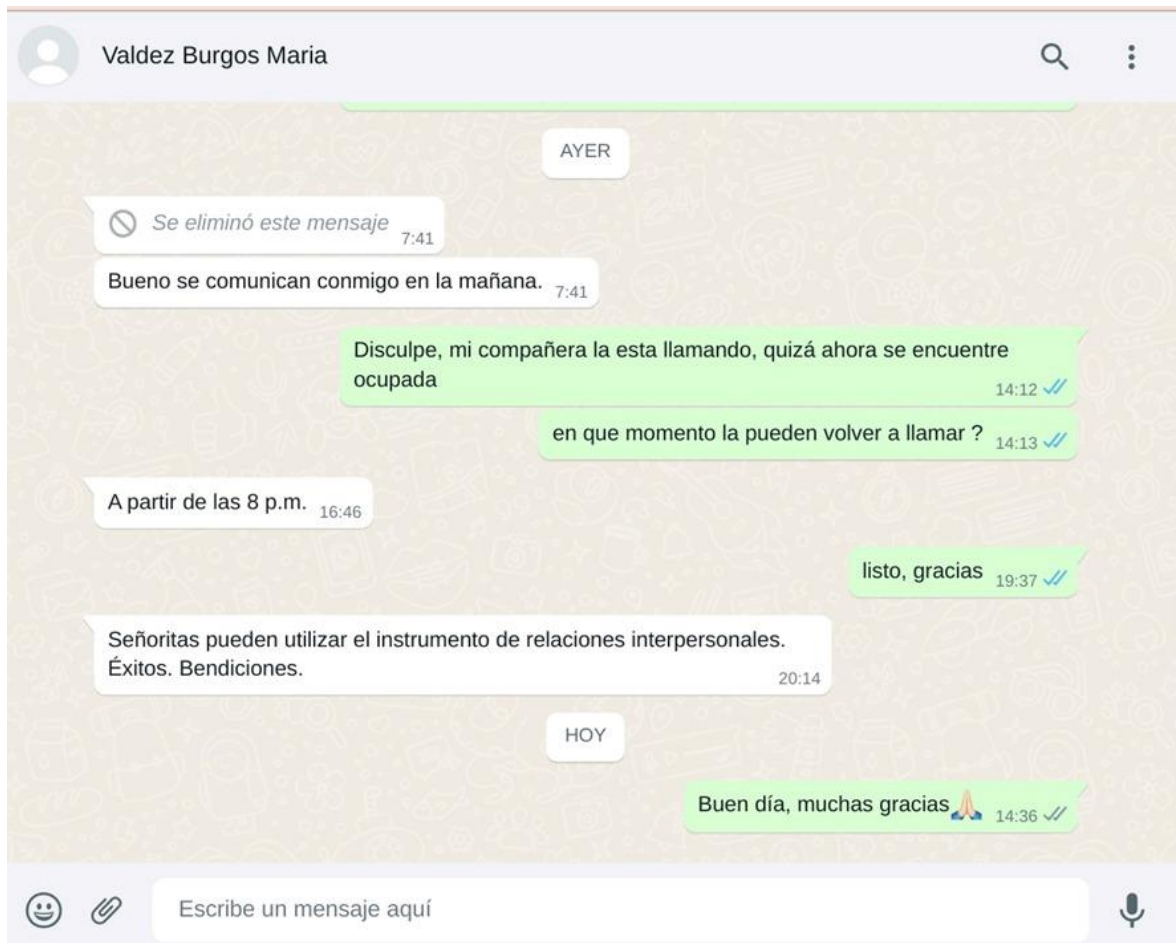 Valdez Burgos Maria
AYER
Se eliminó este mensaje 7:41
Bueno se comunican conmigo en la mañana. 7:41
Disculpe, mi compañera la esta llamando, quizá ahora se encuentre
ocupada 14:12
en que momento la pueden volver a llamar ? 14:13
A partir de las 8 p.m. 16:46
listo, gracias 19:37
Señoritas pueden utilizar el instrumento de relaciones interpersonales.
Éxitos. Bendiciones. 20:14
HOY
Buen día, muchas gracias🙏🏻 14:36
Escribe un mensaje aquí